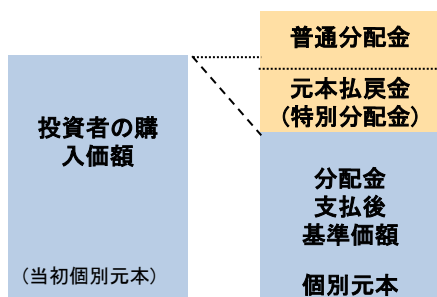 投資者の購
入価額
(当初個別元本)
普通分配金
元本払戻金
(特別分配金)
分配金
支払後
基準価額
個別元本